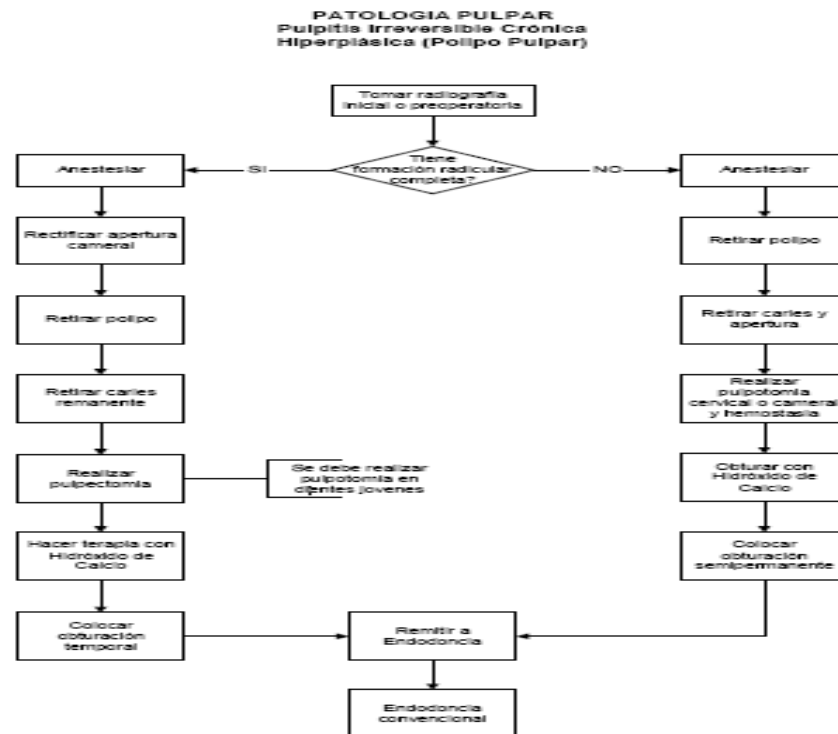 PATOLOGIA PULPAR
Pulpitis Irreversible Crónica
Hiperplásica (Polipo Pulpar)
Tomar radiografía
inicial o preoperatoria
Tiene
formación radicular
completa?
SI
NO
Anestesiar
Rectificar apertura
cameral
Retirar polipo
Retirar caries
remanente
Realizar
pulpectomia
Se debe realizar
pulpotomia en
dientes jovenes
Hacer terapia con
Hidróxido de
Calcio
Colocar
obturación
temporal
Anestesiar
Retirar polipo
Retirar caries y
apertura
Realizar
pulpotomia
cervical o cameral
y hemostasia
Obturar con
Hidróxido de
Calcio
Colocar
obturación
semipermanente
Remitir a
Endodoncia
Endodoncia
convencional